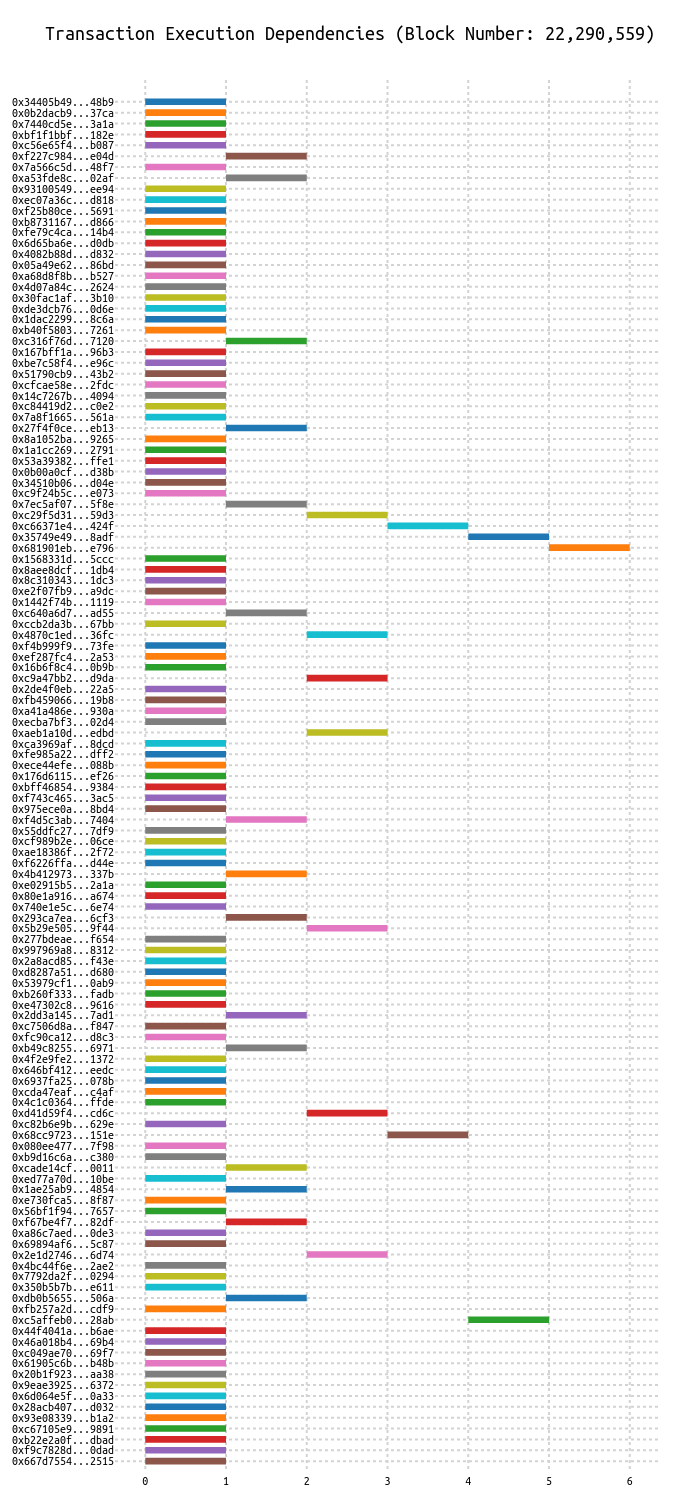 Transaction Execution Dependencies (Block Number: 22,290,559)
0x34405b49...48b9
0x0b2dacb9...37ca
0x7440cd5e...3a1a
0xbf1f1bbf...182e
0xc56e65f4...b087
0xf227c984...e04d
0x7a566c5d...48f7
0xa53fde8c...02af
0x93100549...ee94
0xec07a36c...d818
0xf25b80ce...5691
0xb8731167...d866
0xfe79c4ca...14b4
0x6d65ba6e...d0db
0x4082b88d...d832
0x05a49e62...86bd
0xa68d8f8b...b527
0x4d07a84c...2624
0x30fac1af...3b10
0xde3dcb76...0d6e
0x1dac2299...8c6a
0xb40f5803...7261
0xc316f76d...7120
0x167bff1a...96b3
0xbe7c58f4...e96c
0x51790cb9...43b2
0xcfcae58e...2fdc
0x14c7267b...4094
0xc84419d2...c0e2
0x7a8f1665...561a
0x27f4f0ce...eb13
0x8a1052ba...9265
0x1a1cc269...2791
0x53a39382...ffe1
0x0b00a0cf...d38b
0x34510b06...d04e
0xc9f24b5c...e073
0x7ec5af07...5f8e
0xc29f5d31...59d3
0xc66371e4...424f
0x35749e49...8adf
0x681901eb...e796
0x1568331d...5ccc
0x8aee8dcf...1db4
0x8c310343...1dc3
0xe2f07fb9...a9dc
0x1442f74b...1119
0xc640a6d7...ad55
0xccb2da3b...67bb
0x4870c1ed...36fc
0xf4b999f9...73fe
0xef287fc4...2a53
0x16b6f8c4...0b9b
0xc9a47bb2...d9da
0x2de4f0eb...22a5
0xfb459066...19b8
0xa41a486e...930a
0xecba7bf3...02d4
0xaeb1a10d...edbd
0xca3969af...8dcd
0xfe985a22...dff2
0xece44efe...088b
0x176d6115...ef26
0xbff46854...9384
0xf743c465...3ac5
0x975ece0a...8bd4
0xf4d5c3ab...7404
0x55ddfc27...7df9
0xcf989b2e...06ce
0xae18386f...2f72
0xf6226ffa...d44e
0x4b412973...337b
0xe02915b5...2a1a
0x80e1a916...a674
0x740e1e5c...6e74
0x293ca7ea...6cf3
0x5b29e505...9f44
0x277bdeae...f654
0x997969a8...8312
0x2a8acd85...f43e
0xd8287a51...d680
0x53979cf1...0ab9
0xb260f333...fadb
0xe47302c8...9616
0x2dd3a145...7ad1
0xc7506d8a...f847
0xfc90ca12...d8c3
0xb49c8255...6971
0x4f2e9fe2...1372
0x646bf412...eedc
0x6937fa25...078b
0xcda47eaf...c4af
0x4c1c0364...ffde
0xd41d59f4...cd6c
0xc82b6e9b...629e
0x68cc9723...151e
0x080ee477...7f98
0xb9d16c6a...c380
0xcade14cf...0011
0xed77a70d...10be
0x1ae25ab9...4854
0xe730fca5...8f87
0x56bf1f94...7657
0xf67be4f7...82df
0xa86c7aed...0de3
0x69894af6...5c87
0x2e1d2746...6d74
0x4bc44f6e...2ae2
0x7792da2f...0294
0x350b5b7b...e611
0xdb0b5655...506a
0xfb257a2d...cdf9
0xc5affeb0...28ab
0x44f4041a...b6ae
0x46a018b4...69b4
0xc049ae70...69f7
0x61905c6b...b48b
0x20b1f923...aa38
0x9eae3925...6372
0x6d064e5f...0a33
0x28acb407...d032
0x93e08339...b1a2
0xc67105e9...9891
0xb22e2a0f...dbad
0xf9c7828d...0dad
0x667d7554...2515
0 1 2 3 4 5 6